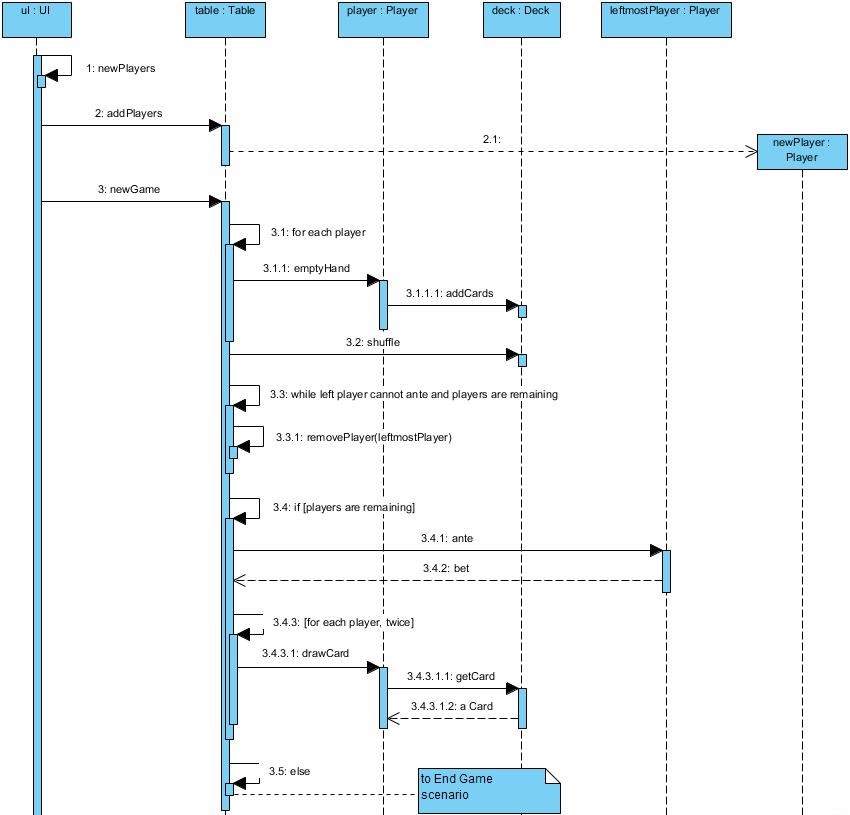 ui : UI
table : Table
player : Player
deck : Deck
leftmostPlayer : Player
1: newPlayers
2: addPlayers
2.1:
newPlayer :
Player
3: newGame
3.1: for each player
3.1.1: emptyHand
3.1.1.1: addCards
3.2: shuffle
3.3: while left player cannot ante and players are remaining
3.3.1: removePlayer(leftmostPlayer)
3.4: if [players are remaining]
3.4.1: ante
3.4.2: bet
3.4.3: [for each player, twice]
3.4.3.1: drawCard
3.4.3.1.1: getCard
3.4.3.1.2: a Card
3.5: else
to End Game
scenario